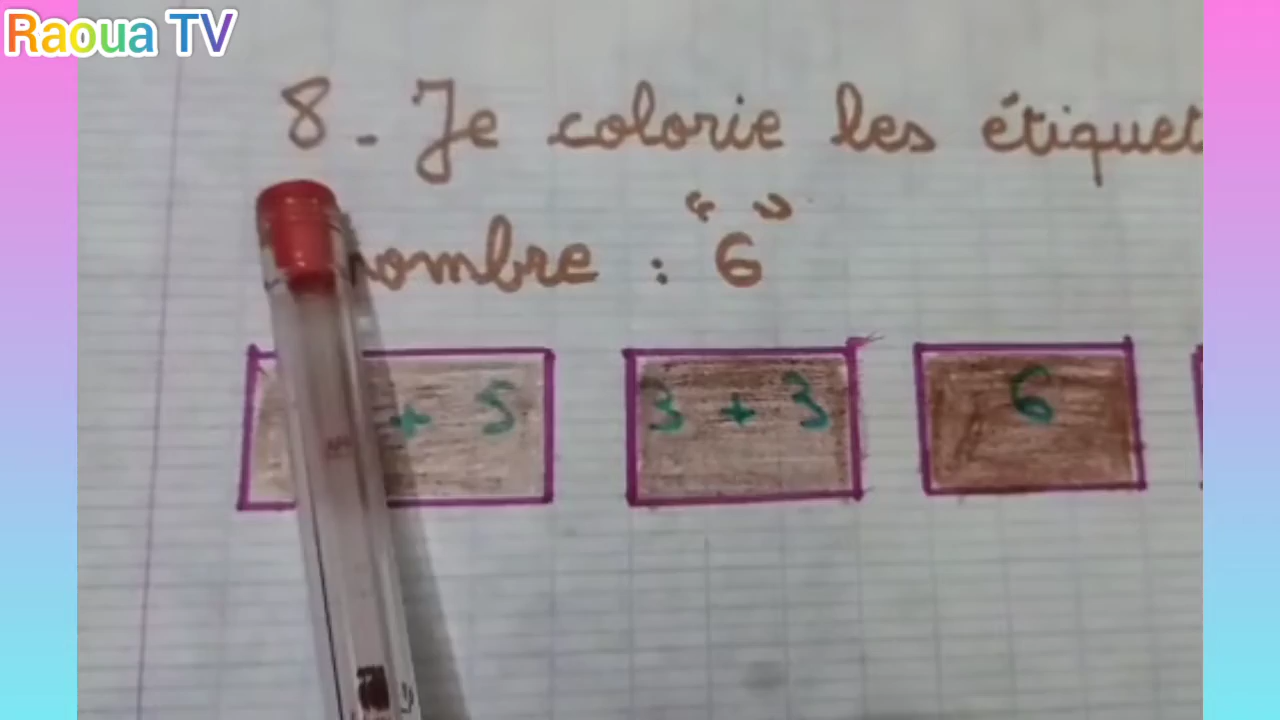 Raoua TV
8 - Je colorie les étiquet
nombre : "6"
+ 5
3 + 3
6